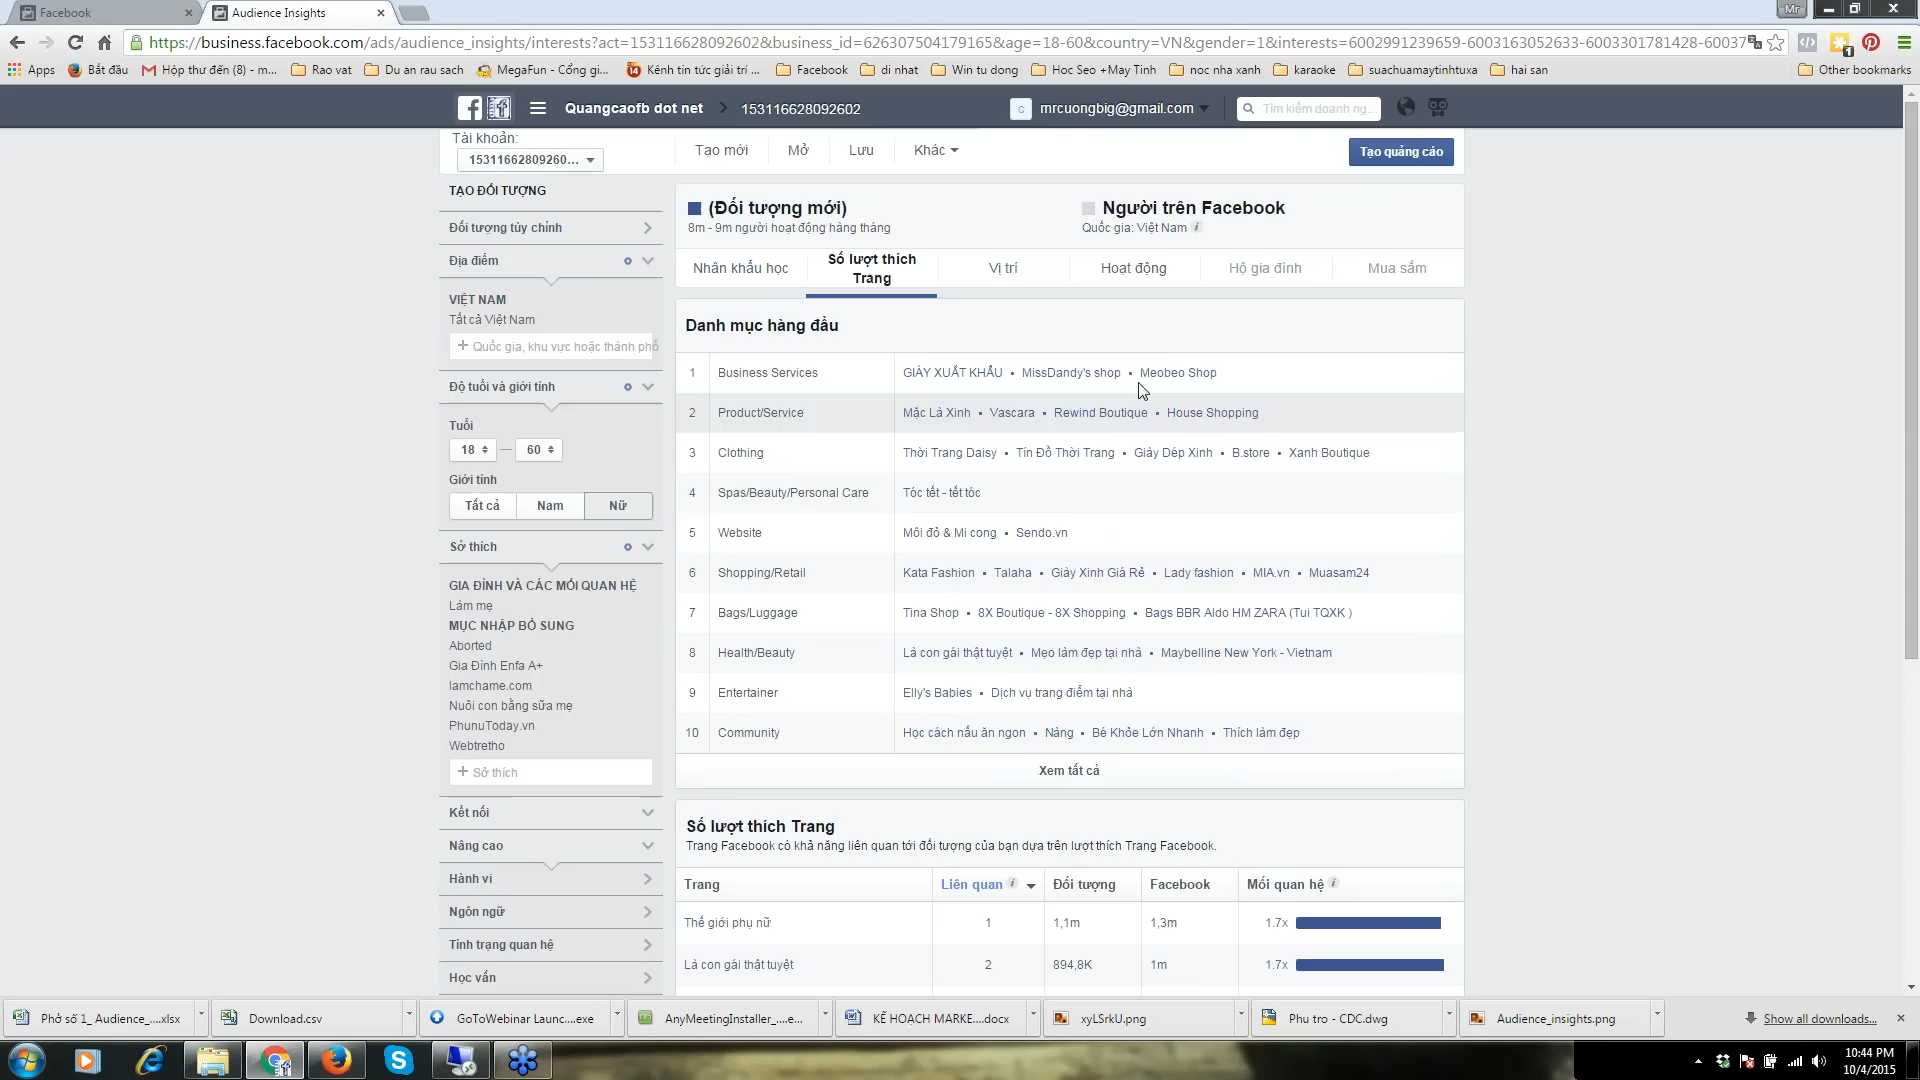 Facebook
Audience Insights
Mr
https://business.facebook.com/ads/audience_insights/interests?act=153116628092602&business_id=626307504179165&age=18-60&country=VN&gender=1&interests=6002991239659-6003163052633-6003301781428-60037
Apps Bắt đầu Hộp thư đến (8) - m... Rao vat Du an rau sach MegaFun - Cổng gi... Kênh tin tức giải trí ... Facebook di nhat Win tu dong Hoc Seo +May Tinh noc nha xanh karaoke suachuamaytinhtuxa hai san Other bookmarks
Quangcaofb dot net 153116628092602 mrcuongbig@gmail.com Tìm kiếm doanh ng...
Tài khoản:
15311662809260...
Tạo mới Mở Lưu Khác Tạo quảng cáo
TẠO ĐỐI TƯỢNG
Đối tượng tùy chỉnh
Địa điểm
VIỆT NAM
Tất cả Việt Nam
+ Quốc gia, khu vực hoặc thành phố
Độ tuổi và giới tính
Tuổi
18 — 60
Giới tính
Tất cả Nam Nữ
Sở thích
GIA ĐÌNH VÀ CÁC MỐI QUAN HỆ
Làm mẹ
MỤC NHẬP BỔ SUNG
Aborted
Gia Đình Enfa A+
lamchame.com
Nuôi con bằng sữa mẹ
PhunuToday.vn
Webtretho
+ Sở thích
Kết nối
Nâng cao
Hành vi
Ngôn ngữ
Tình trạng quan hệ
Học vấn
(Đối tượng mới)
8m - 9m người hoạt động hàng tháng
Người trên Facebook
Quốc gia: Việt Nam
Nhân khẩu học Số lượt thích Trang Vị trí Hoạt động Hộ gia đình Mua sắm
Danh mục hàng đầu
1 Business Services GIÀY XUẤT KHẨU • MissDandy's shop • Meobeo Shop
2 Product/Service Mặc Là Xinh • Vascara • Rewind Boutique • House Shopping
3 Clothing Thời Trang Daisy • Tín Đồ Thời Trang • Giày Dép Xinh • B.store • Xanh Boutique
4 Spas/Beauty/Personal Care Tóc tết - tết tóc
5 Website Môi đỏ & Mi cong • Sendo.vn
6 Shopping/Retail Kata Fashion • Talaha • Giày Xinh Giá Rẻ • Lady fashion • MIA.vn • Muasam24
7 Bags/Luggage Tina Shop • 8X Boutique - 8X Shopping • Bags BBR Aldo HM ZARA (Tui TQXK )
8 Health/Beauty Là con gái thật tuyệt • Mẹo làm đẹp tại nhà • Maybelline New York - Vietnam
9 Entertainer Elly's Babies • Dịch vụ trang điểm tại nhà
10 Community Học cách nấu ăn ngon • Nàng • Bé Khỏe Lớn Nhanh • Thích làm đẹp
Xem tất cả
Số lượt thích Trang
Trang Facebook có khả năng liên quan tới đối tượng của bạn dựa trên lượt thích Trang Facebook.
Trang Liên quan Đối tượng Facebook Mối quan hệ
Thế giới phụ nữ 1 1,1m 1,3m 1.7x
Là con gái thật tuyệt 2 894,8K 1m 1.7x
Phở số 1_ Audience_....xlsx Download.csv GoToWebinar Launc....exe AnyMeetingInstaller_....e... KẾ HOẠCH MARKE....docx xyLSrkU.png Phu tro - CDC.dwg Audience_insights.png Show all downloads...
10:44 PM
10/4/2015